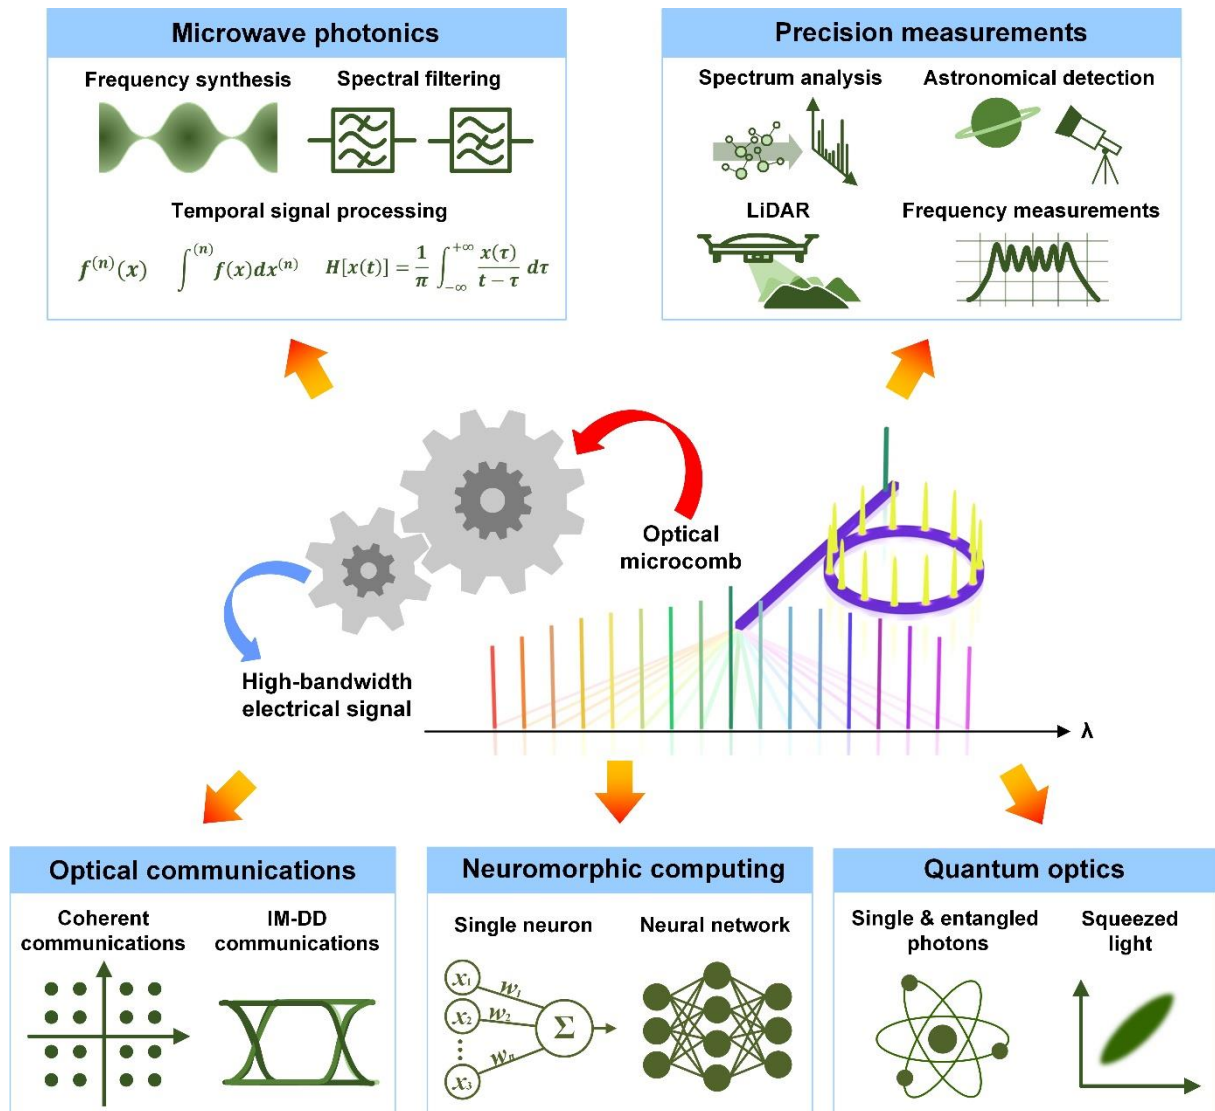 Microwave photonics
Frequency synthesis
Spectral filtering
Temporal signal processing
f⁽ⁿ⁾(x)
∫⁽ⁿ⁾f(x)dx⁽ⁿ⁾
H[x(t)] = 1/π ∫₋∞⁺∞ x(τ)/(t − τ) dτ
Precision measurements
Spectrum analysis
Astronomical detection
LiDAR
Frequency measurements
Optical
microcomb
High-bandwidth
electrical signal
λ
Optical communications
Coherent
communications
IM-DD
communications
Neuromorphic computing
Single neuron
x₁
w₁
x₂
w₂
Σ
wₙ
x₃
Neural network
Quantum optics
Single & entangled
photons
Squeezed
light